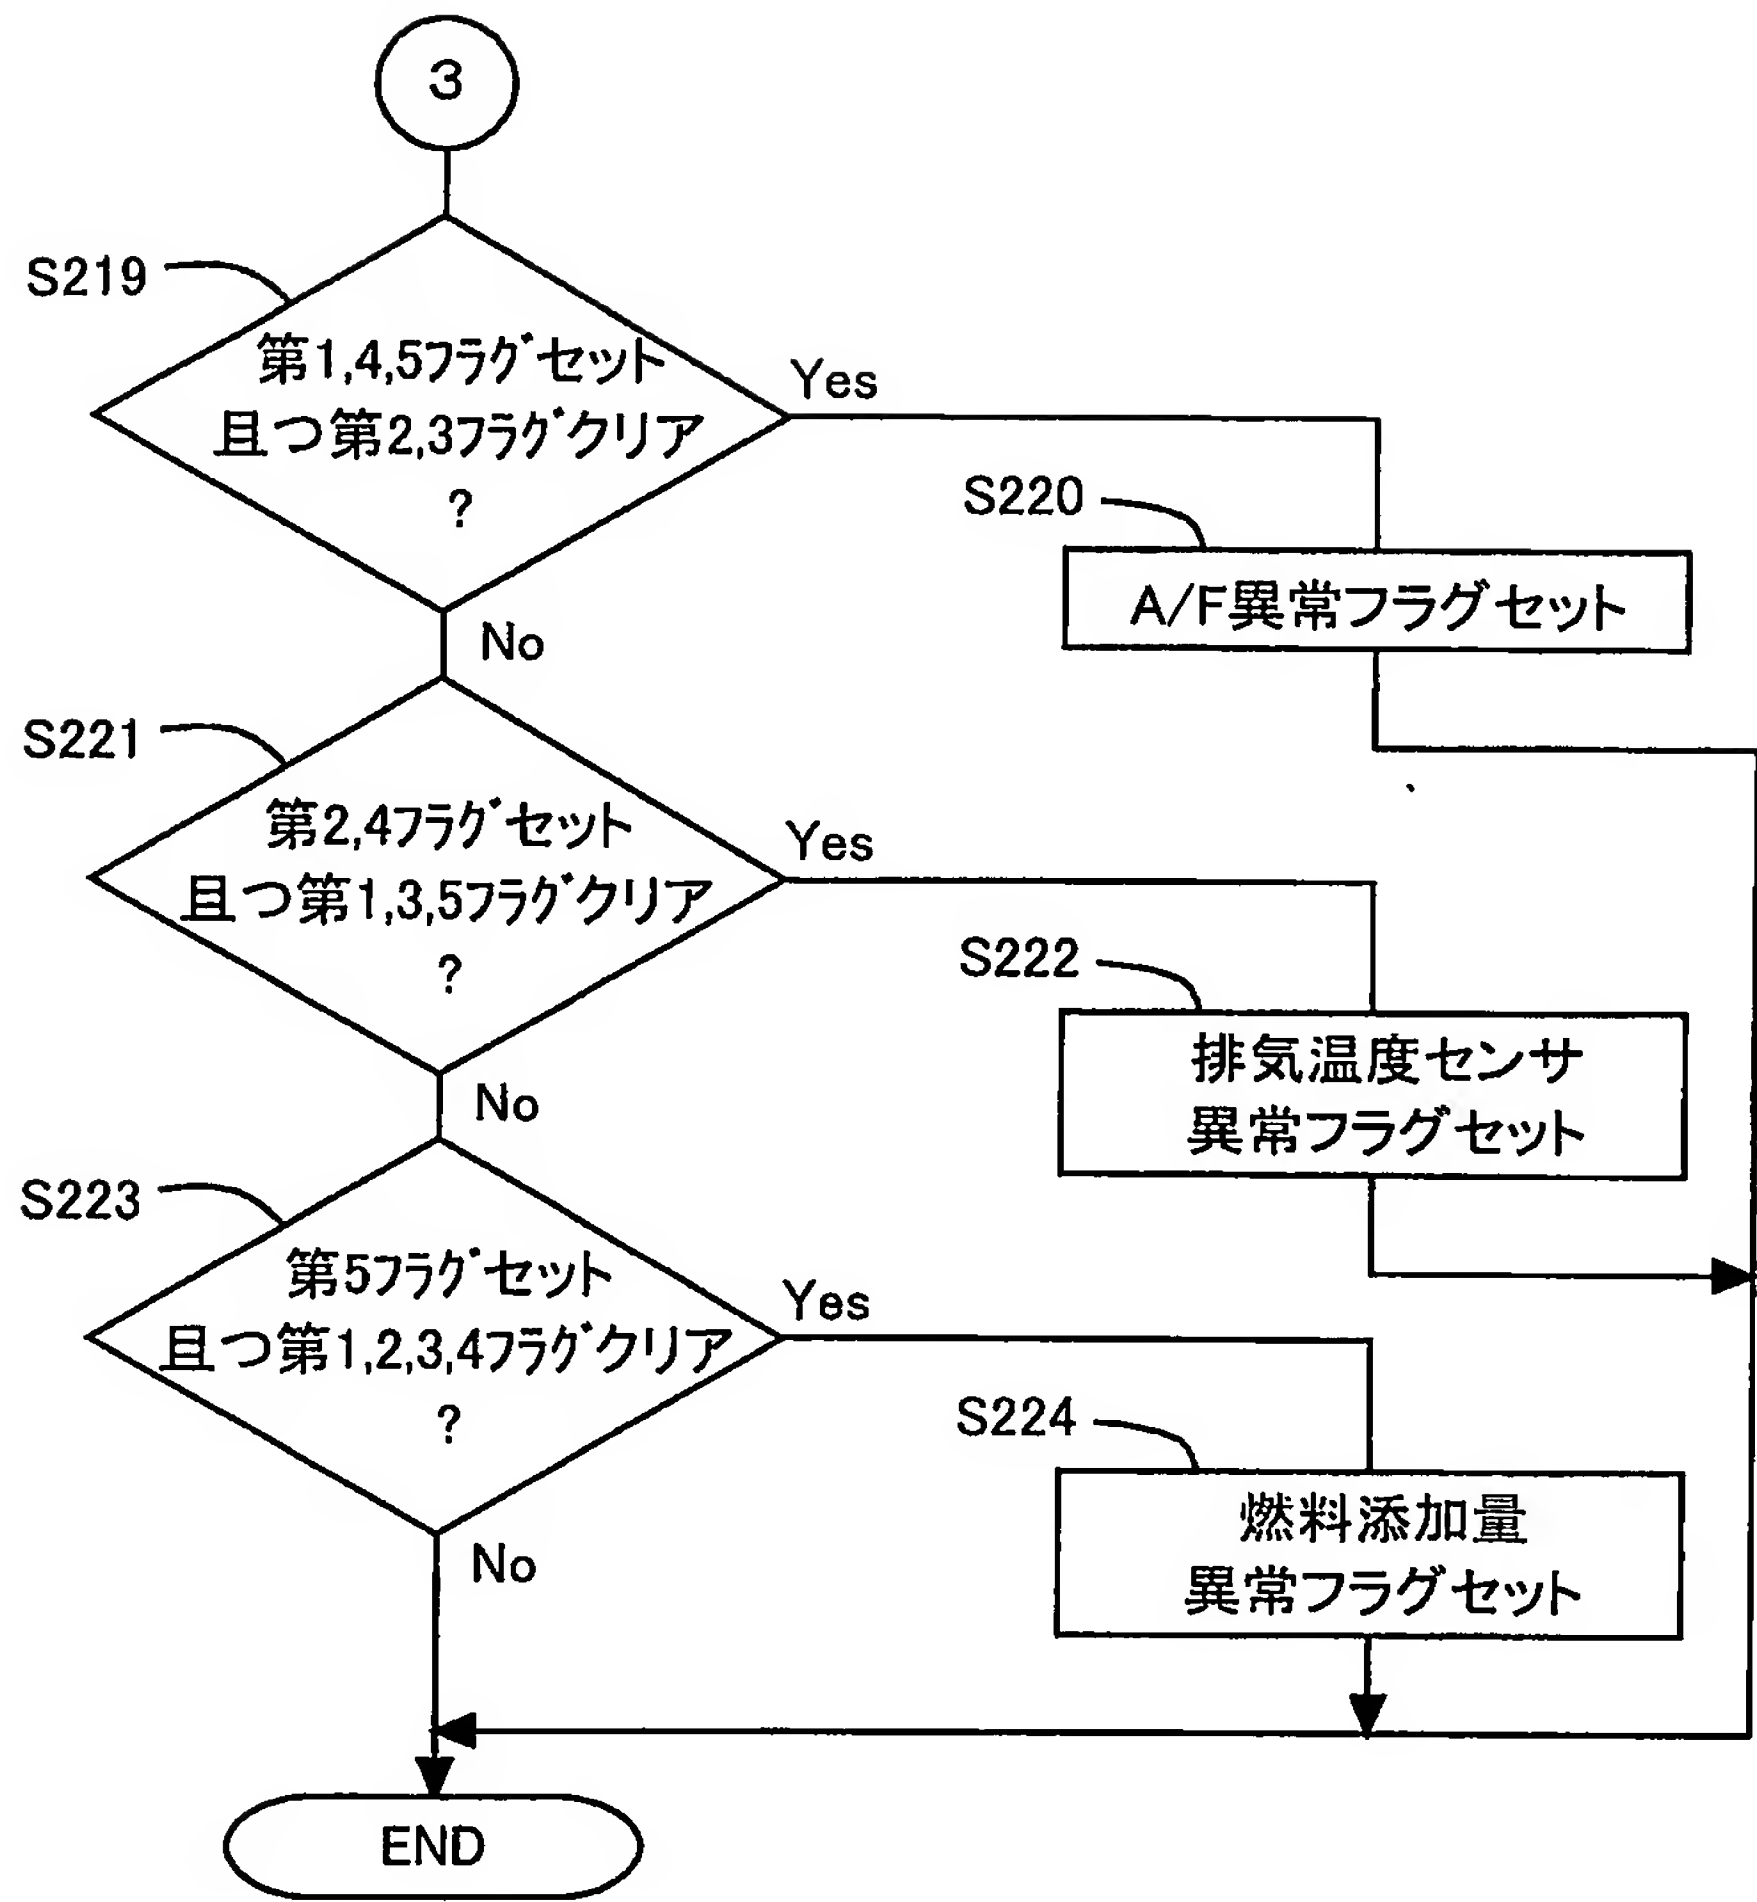 3
S219
第1,4,5ﾌﾗｸﾞセット
且つ第2,3ﾌﾗｸﾞクリア
?
Yes
S220
A/F異常フラグセット
No
S221
第2,4ﾌﾗｸﾞセット
且つ第1,3,5ﾌﾗｸﾞクリア
?
Yes
S222
排気温度センサ
異常フラグセット
No
S223
第5ﾌﾗｸﾞセット
且つ第1,2,3,4ﾌﾗｸﾞクリア
?
Yes
S224
燃料添加量
異常フラグセット
No
END